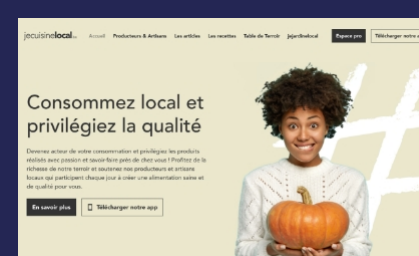 jecuisinelocal
Accueil Producteurs & Artisans Les articles Les recettes Table de Terroir jejardinelocal Espace pro Télécharger notre a
Consommez local et
privilégiez la qualité
Devenez acteur de votre consommation et privilégiez les produits
réalisés avec passion et savoir faire près de chez vous ! Profitez de la
richesse de notre terroir et soutenez nos producteurs et artisans
locaux qui participent chaque jour à créer une alimentation saine et
de qualité pour vous.
En savoir plus Télécharger notre app